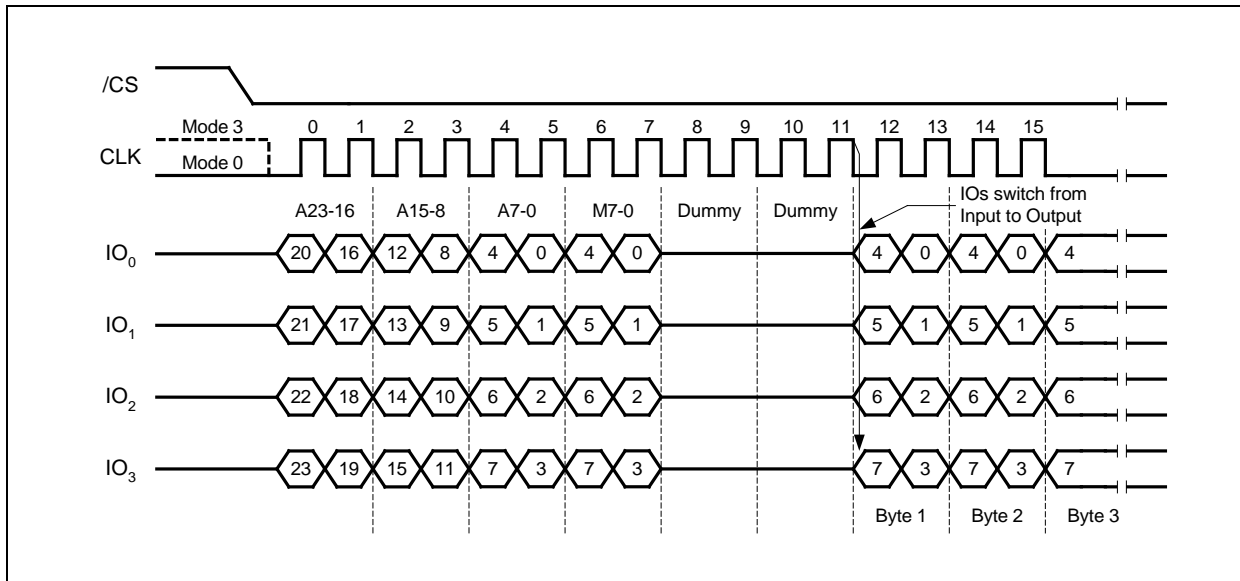 /CS
Mode 3 0 1 2 3 4 5 6 7 8 9 10 11 12 13 14 15
CLK
Mode 0
IOs switch from
Input to Output
A23-16 A15-8 A7-0 M7-0 Dummy Dummy
IO0 20 16 12 8 4 0 4 0 4 0 4 0 4
IO1 21 17 13 9 5 1 5 1 5 1 5 1 5
IO2 22 18 14 10 6 2 6 2 6 2 6 2 6
IO3 23 19 15 11 7 3 7 3 7 3 7 3 7
Byte 1 Byte 2 Byte 3